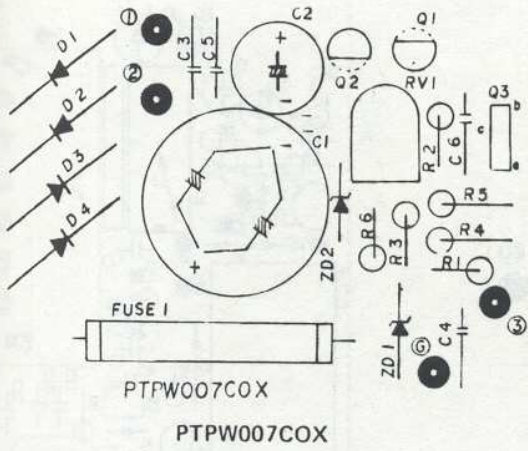 D1
①
C3
C5
C2
+
-
Q2
Q1
RV1
Q3
b
c
e
D2
②
D3
D4
C1
-
+
R2
C6
R5
R4
R6
R3
R1
ZD2
③
FUSE 1
ZD1
G
C4
PTPW007COX
PTPW007COX